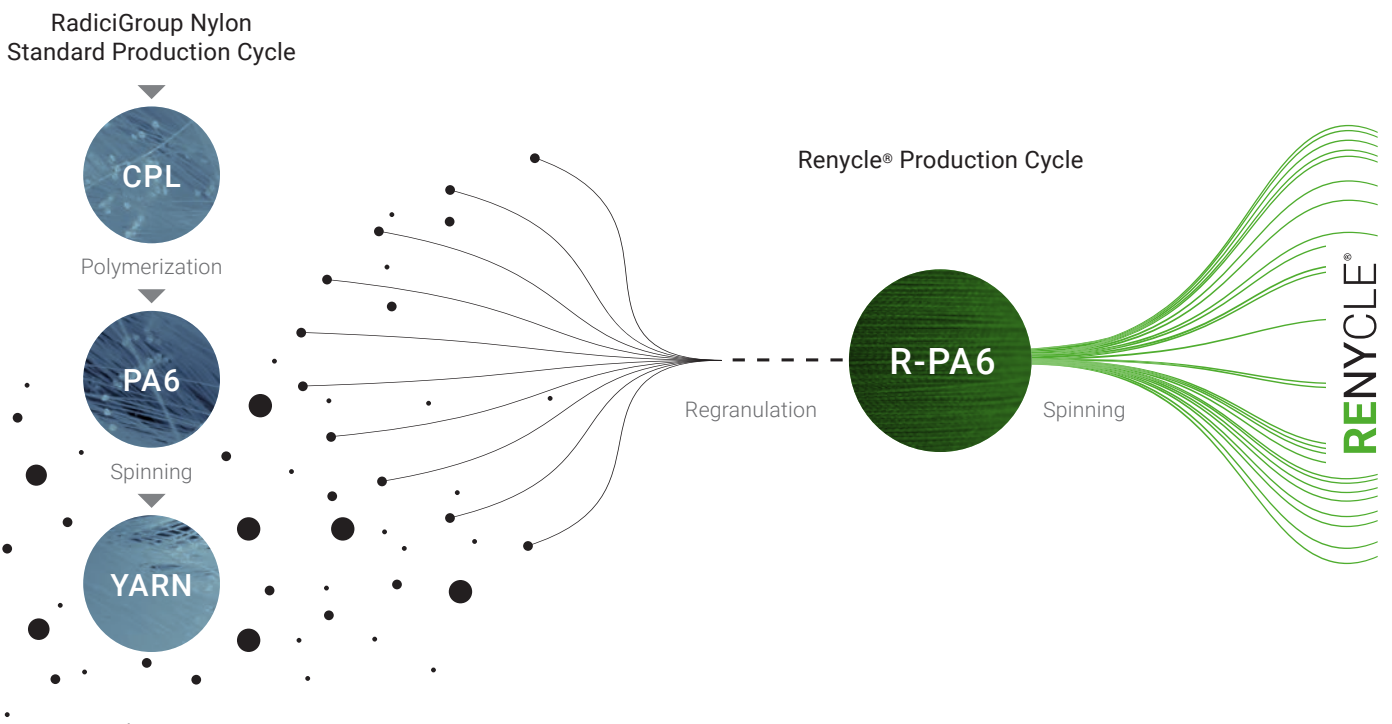 RadiciGroup Nylon
Standard Production Cycle
CPL
Polymerization
PA6
Spinning
YARN
Renycle® Production Cycle
Regranulation
R-PA6
Spinning
RENYCLE®